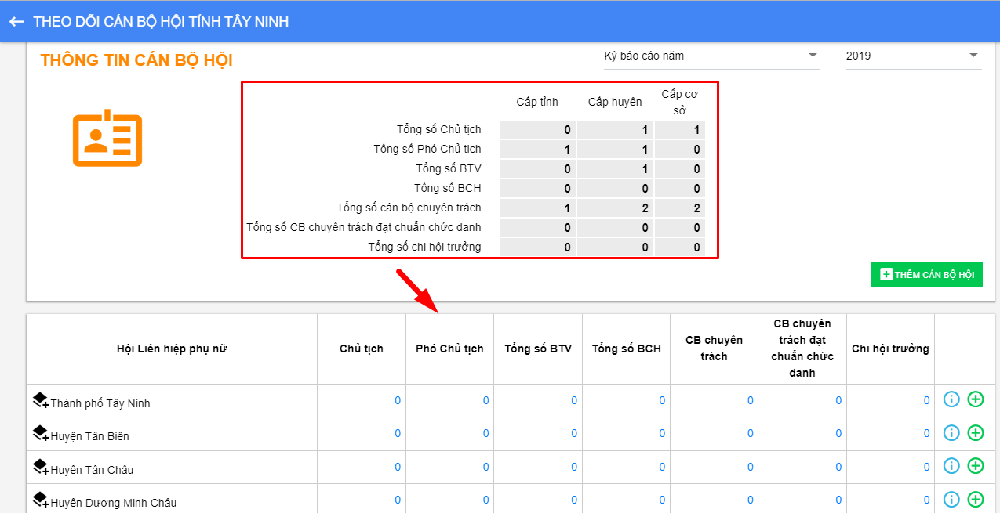 THEO DÕI CÁN BỘ HỘI TỈNH TÂY NINH
THÔNG TIN CÁN BỘ HỘI
Kỳ báo cáo năm
2019
Cấp tỉnh Cấp huyện Cấp cơ sở
Tổng số Chủ tịch 0 1 1
Tổng số Phó Chủ tịch 1 1 0
Tổng số BTV 0 1 0
Tổng số BCH 0 0 0
Tổng số cán bộ chuyên trách 1 2 2
Tổng số CB chuyên trách đạt chuẩn chức danh 0 0 0
Tổng số chi hội trưởng 0 0 0
THÊM CÁN BỘ HỘI
Hội Liên hiệp phụ nữ Chủ tịch Phó Chủ tịch Tổng số BTV Tổng số BCH CB chuyên trách CB chuyên trách đạt chuẩn chức danh Chi hội trưởng
Thành phố Tây Ninh 0 0 0 0 0 0 0
Huyện Tân Biên 0 0 0 0 0 0 0
Huyện Tân Châu 0 0 0 0 0 0 0
Huyện Dương Minh Châu 0 0 0 0 0 0 0